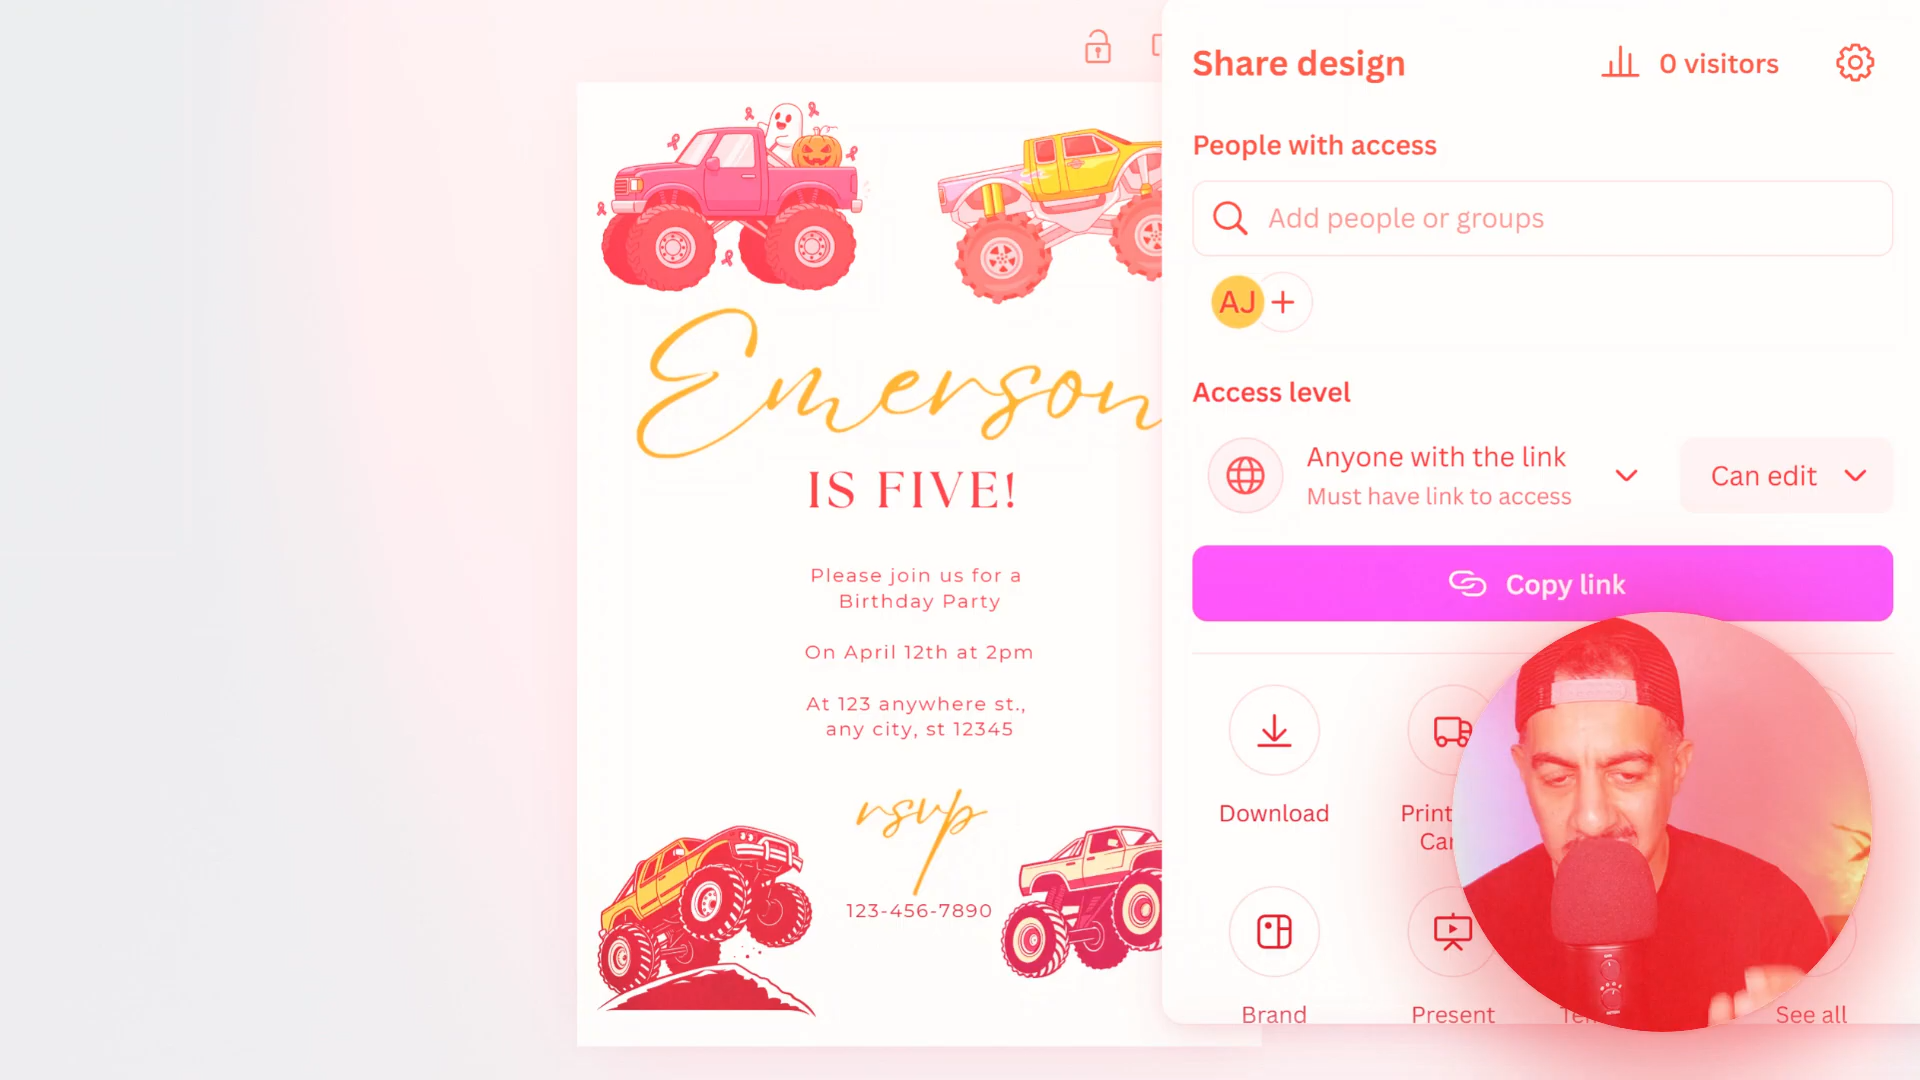 Emerson
IS FIVE!
Please join us for a
Birthday Party
On April 12th at 2pm
At 123 anywhere st.,
any city, st 12345
rsvp
123-456-7890
Share design
0 visitors
People with access
Add people or groups
AJ
Access level
Anyone with the link
Must have link to access
Can edit
Copy link
Download
Print
Brand
Present
See all